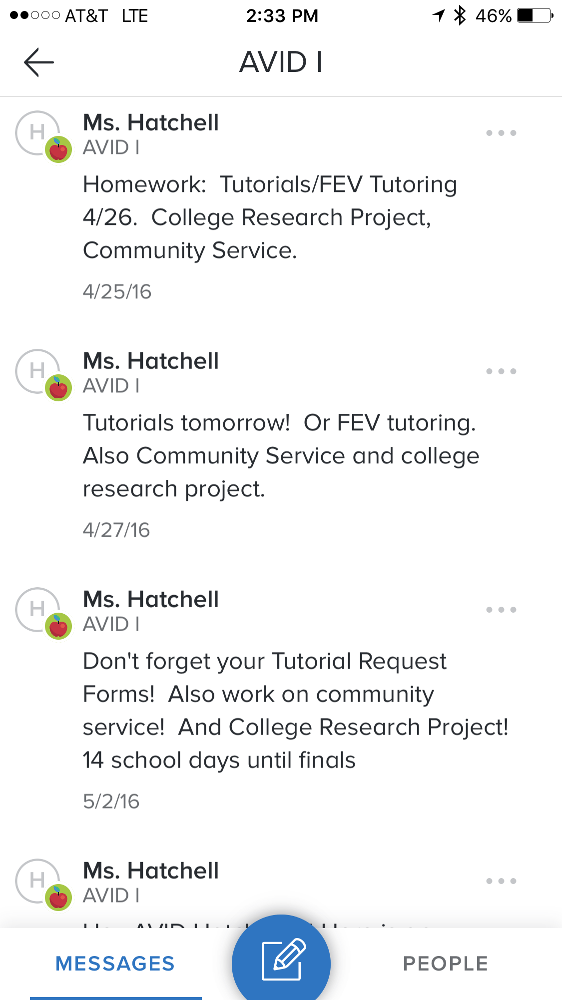 AT&T LTE 2:33 PM 46%
AVID I
H
Ms. Hatchell
AVID I
Homework:  Tutorials/FEV Tutoring
4/26.  College Research Project,
Community Service.
4/25/16
H
Ms. Hatchell
AVID I
Tutorials tomorrow!  Or FEV tutoring.
Also Community Service and college
research project.
4/27/16
H
Ms. Hatchell
AVID I
Don't forget your Tutorial Request
Forms!  Also work on community
service!  And College Research Project!
14 school days until finals
5/2/16
H
Ms. Hatchell
AVID I
AVID
MESSAGES
PEOPLE